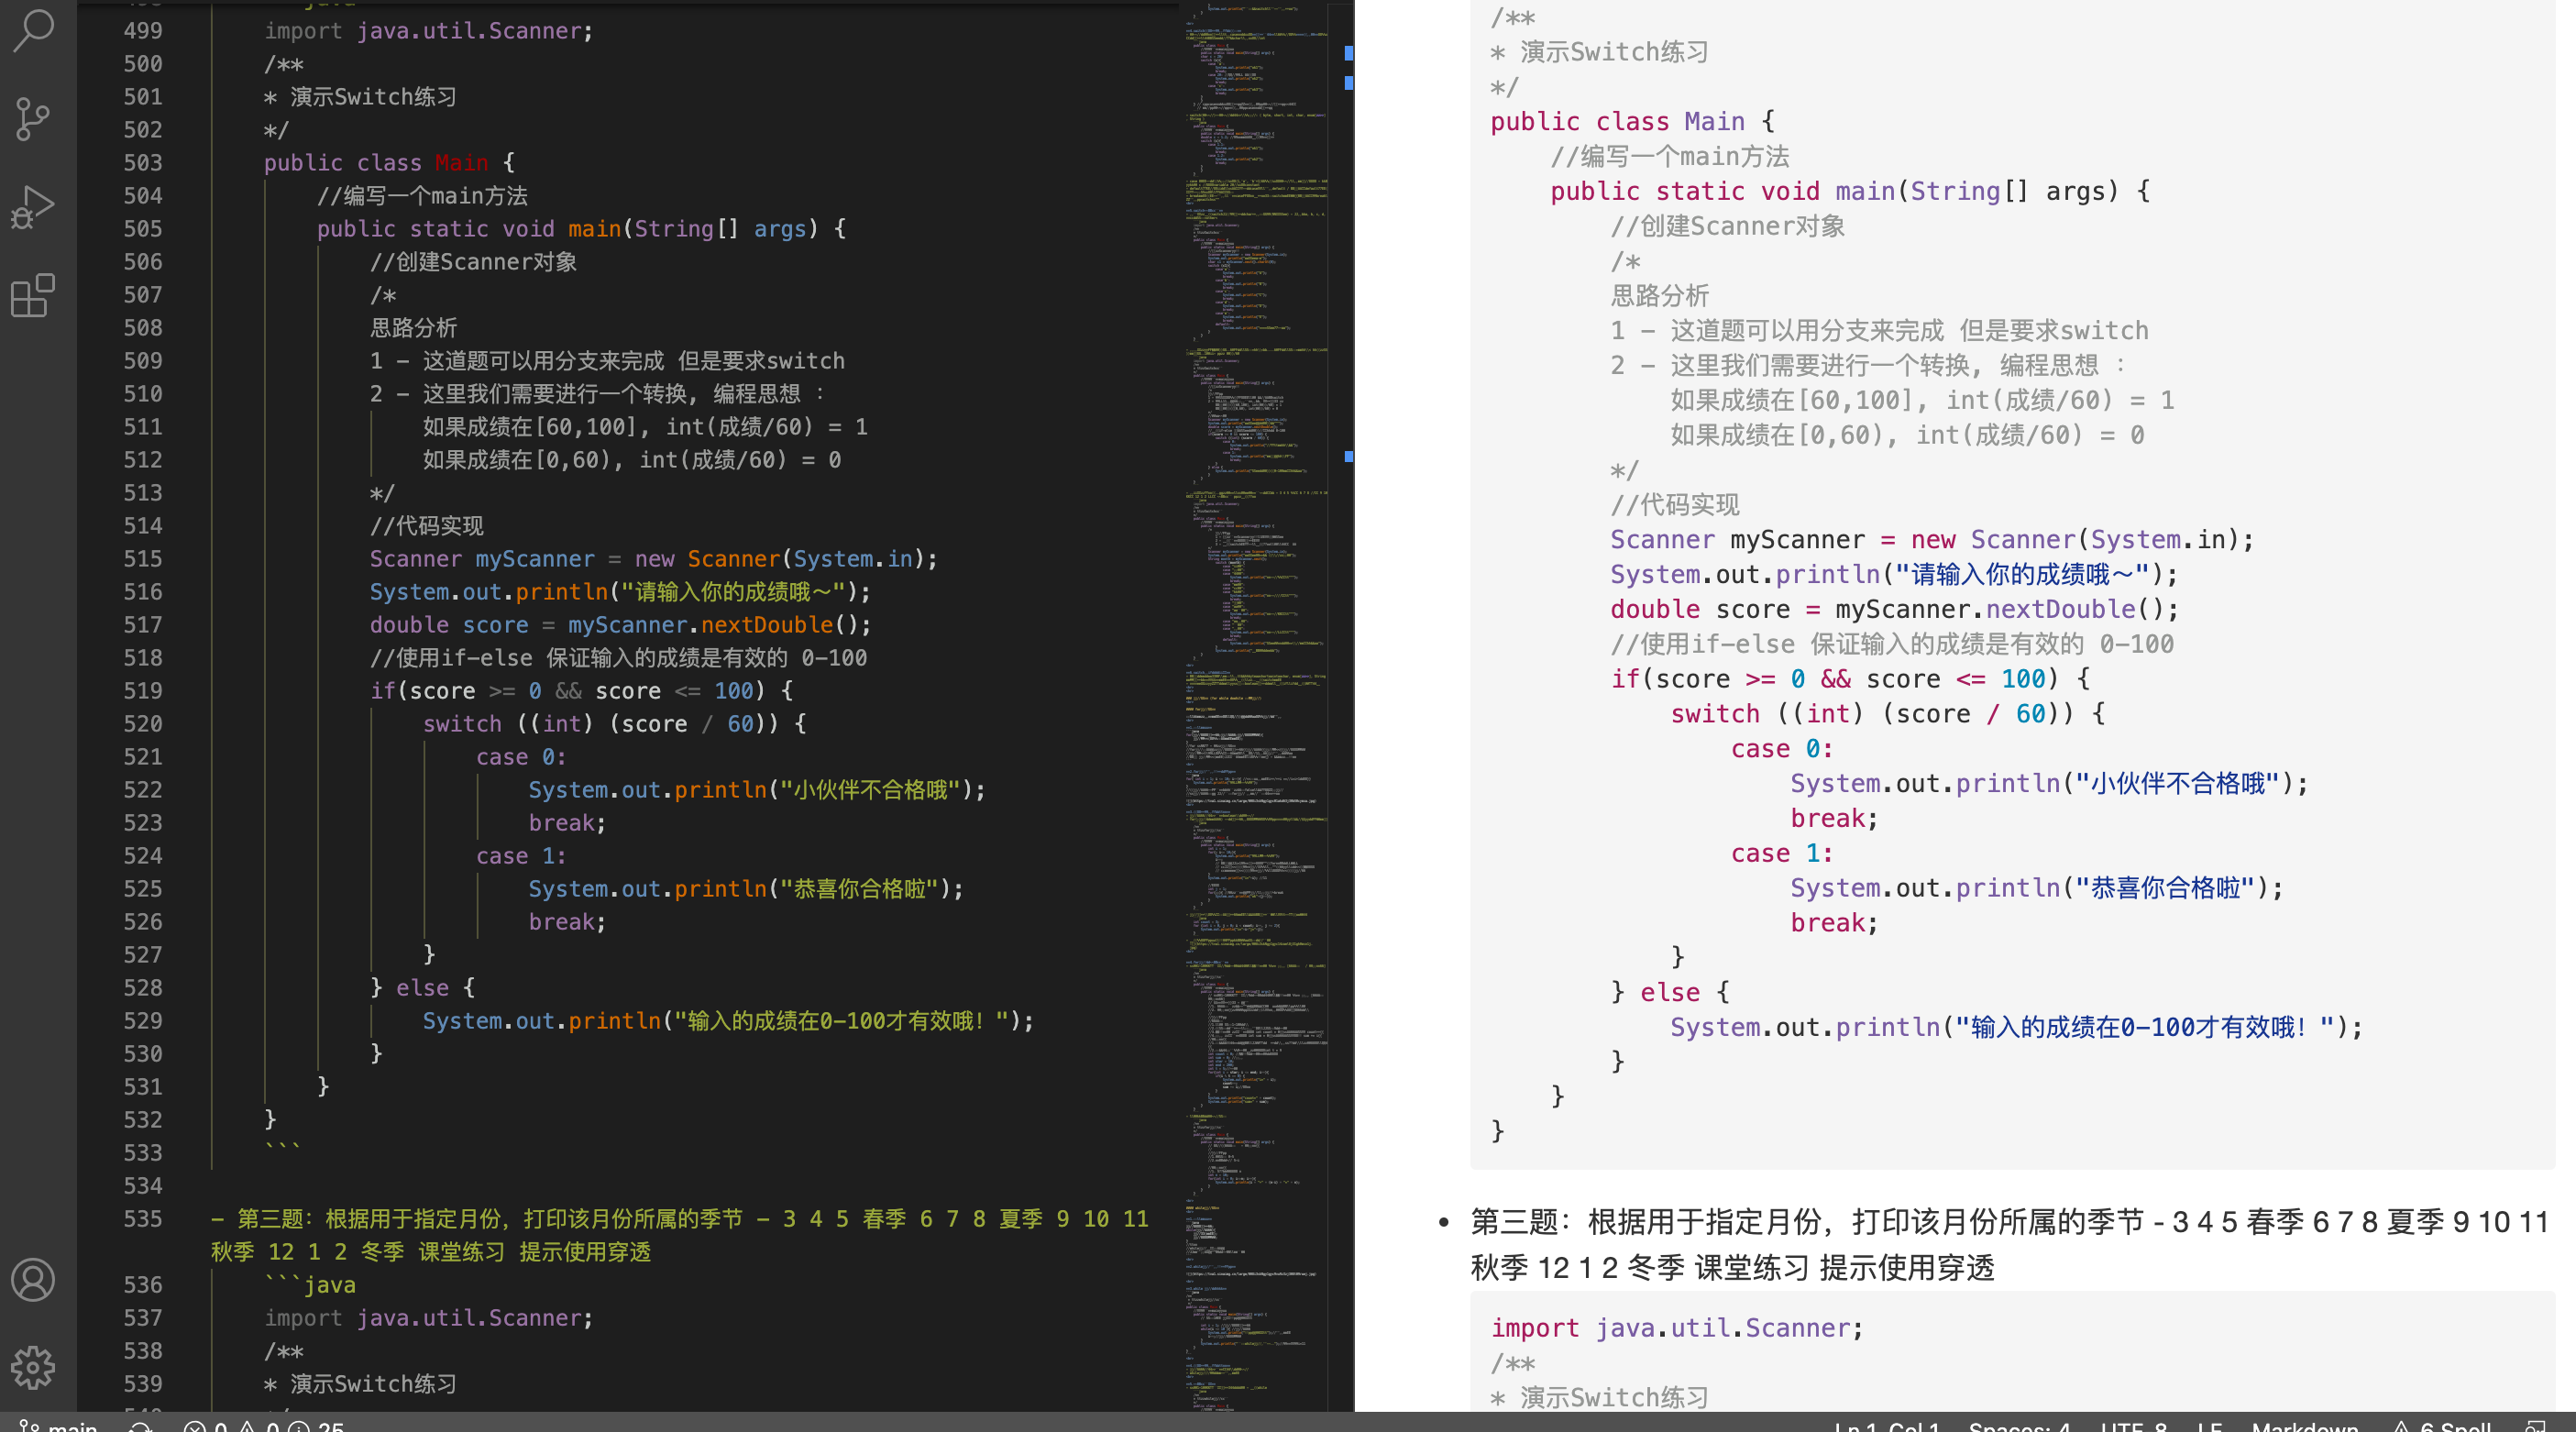 499 import java.util.Scanner;
500 /**
501 * 演示Switch练习
502 */
503 public class Main {
504 //编写一个main方法
505 public static void main(String[] args) {
506 //创建Scanner对象
507 /*
508 思路分析
509 1 - 这道题可以用分支来完成 但是要求switch
510 2 - 这里我们需要进行一个转换, 编程思想 :
511 如果成绩在[60,100], int(成绩/60) = 1
512 如果成绩在[0,60), int(成绩/60) = 0
513 */
514 //代码实现
515 Scanner myScanner = new Scanner(System.in);
516 System.out.println("请输入你的成绩哦～");
517 double score = myScanner.nextDouble();
518 //使用if-else 保证输入的成绩是有效的 0-100
519 if(score >= 0 && score <= 100) {
520 switch ((int) (score / 60)) {
521 case 0:
522 System.out.println("小伙伴不合格哦");
523 break;
524 case 1:
525 System.out.println("恭喜你合格啦");
526 break;
527 }
528 } else {
529 System.out.println("输入的成绩在0-100才有效哦！");
530 }
531 }
532 }
533 ```
534
535 - 第三题：根据用于指定月份，打印该月份所属的季节 - 3 4 5 春季 6 7 8 夏季 9 10 11
秋季 12 1 2 冬季 课堂练习 提示使用穿透
536 ```java
537 import java.util.Scanner;
538 /**
539 * 演示Switch练习
/**
* 演示Switch练习
*/
public class Main {
//编写一个main方法
public static void main(String[] args) {
//创建Scanner对象
/*
思路分析
1 - 这道题可以用分支来完成 但是要求switch
2 - 这里我们需要进行一个转换, 编程思想 :
如果成绩在[60,100], int(成绩/60) = 1
如果成绩在[0,60), int(成绩/60) = 0
*/
//代码实现
Scanner myScanner = new Scanner(System.in);
System.out.println("请输入你的成绩哦～");
double score = myScanner.nextDouble();
//使用if-else 保证输入的成绩是有效的 0-100
if(score >= 0 && score <= 100) {
switch ((int) (score / 60)) {
case 0:
System.out.println("小伙伴不合格哦");
break;
case 1:
System.out.println("恭喜你合格啦");
break;
}
} else {
System.out.println("输入的成绩在0-100才有效哦！");
}
}
}
• 第三题：根据用于指定月份，打印该月份所属的季节 - 3 4 5 春季 6 7 8 夏季 9 10 11
秋季 12 1 2 冬季 课堂练习 提示使用穿透
import java.util.Scanner;
/**
* 演示Switch练习
main 0 0 25 Ln 1, Col 1 Spaces: 4 UTF-8 LF Markdown 6 Spell